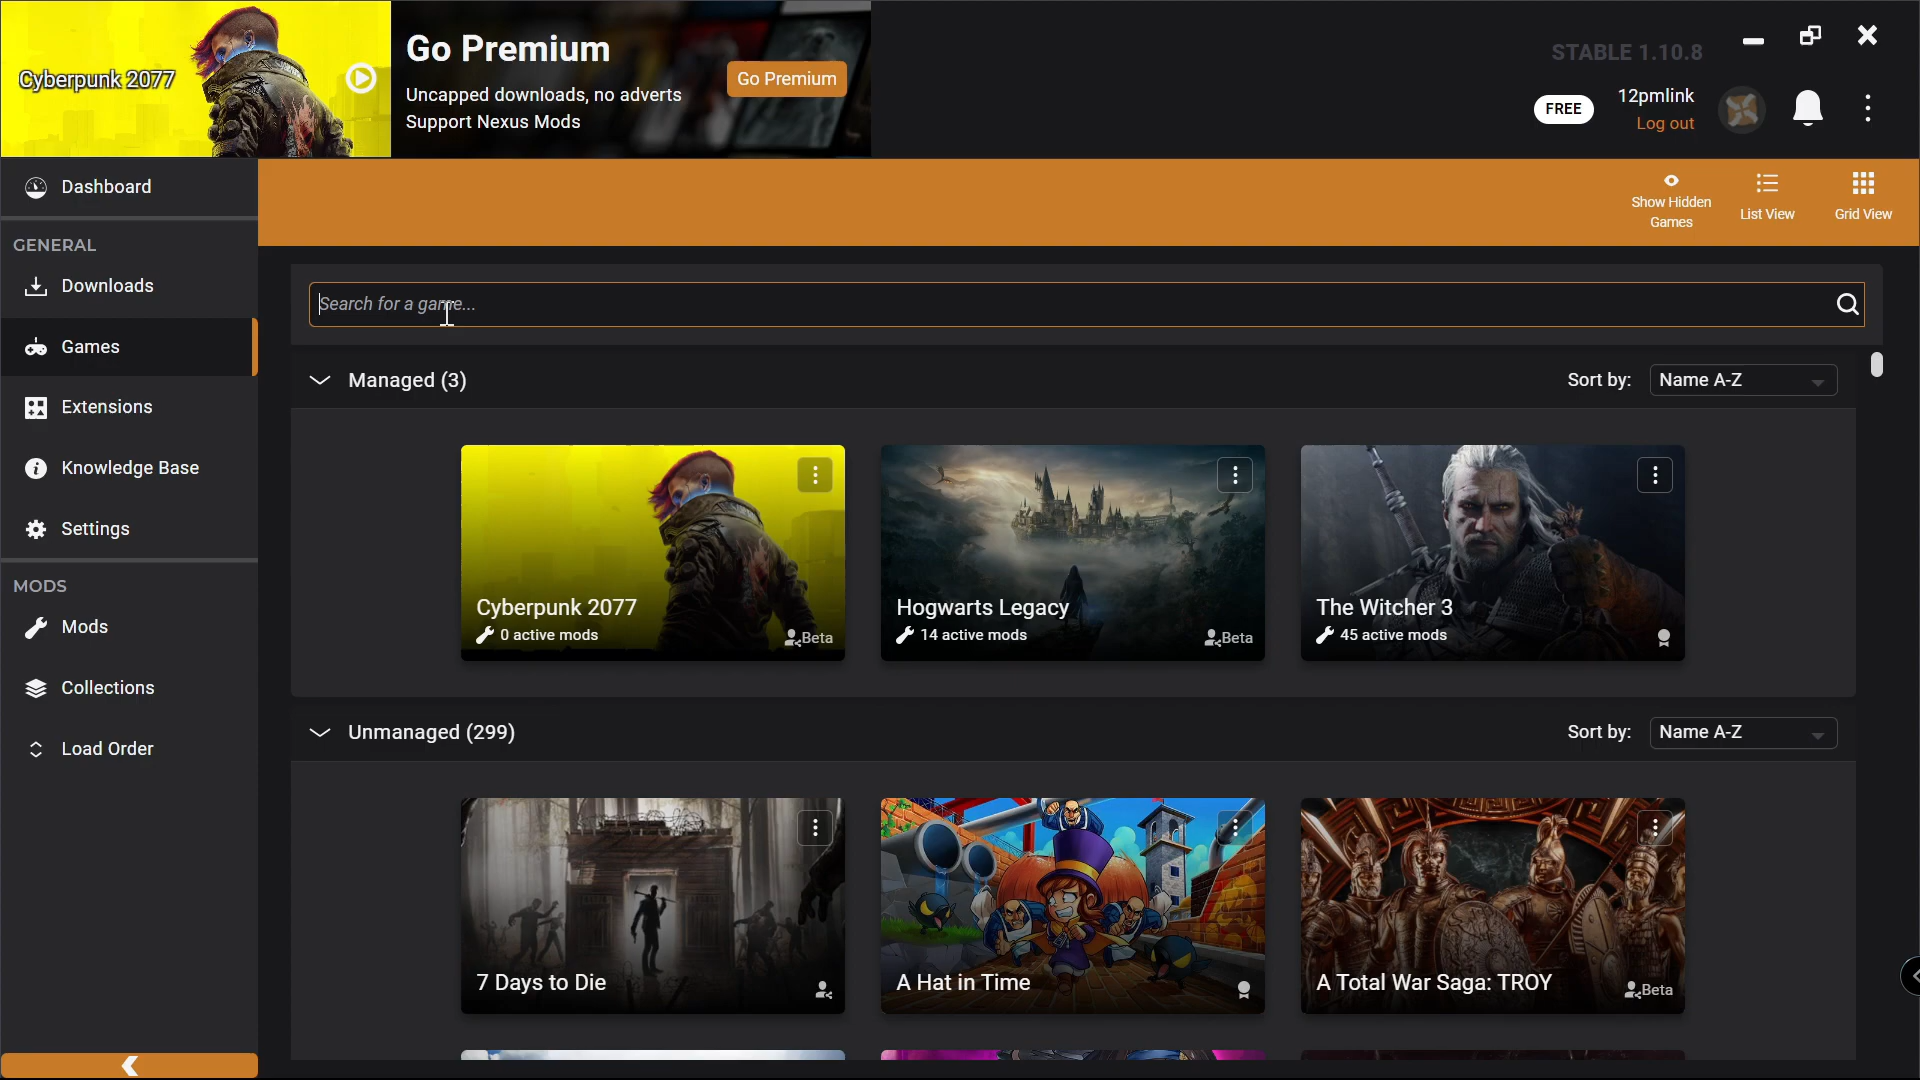 Cyberpunk 2077
Go Premium
Uncapped downloads, no adverts
Support Nexus Mods
Go Premium
STABLE 1.10.8
FREE
12pmlink
Log out
Dashboard
GENERAL
Downloads
Games
Extensions
Knowledge Base
Settings
MODS
Mods
Collections
Load Order
Show Hidden
Games
List View
Grid View
Search for a game...
Managed (3)
Sort by:
Name A-Z
Cyberpunk 2077
0 active mods
Beta
Hogwarts Legacy
14 active mods
Beta
The Witcher 3
45 active mods
Unmanaged (299)
Sort by:
Name A-Z
7 Days to Die
A Hat in Time
A Total War Saga: TROY
Beta